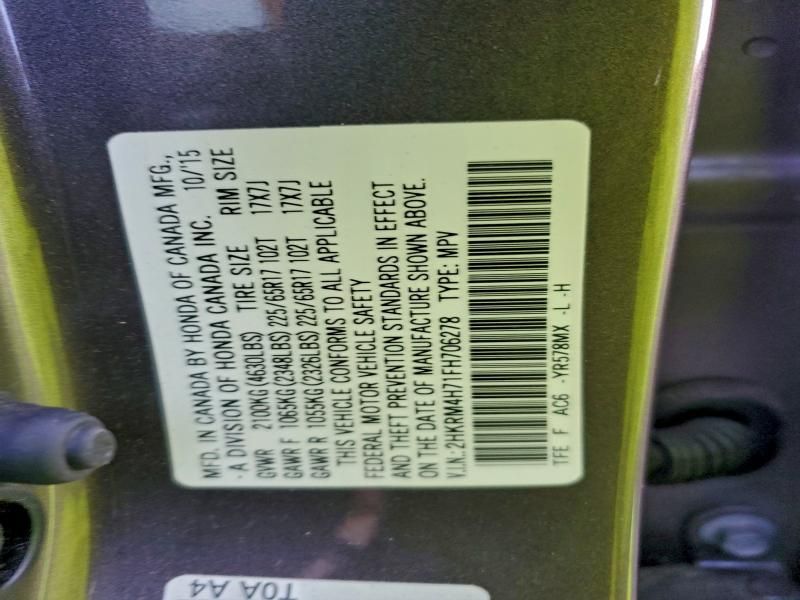 MFD. IN CANADA BY HONDA OF CANADA MFG.,
- A DIVISION OF HONDA CANADA INC. 10/'15
TIRE SIZE RIM SIZE
GVWR 2100KG (4630LBS)
GAWR F 1065KG (2348LBS) 225/65R17 102T 17X7J
GAWR R 1055KG (2326LBS) 225/65R17 102T 17X7J
THIS VEHICLE CONFORMS TO ALL APPLICABLE
FEDERAL MOTOR VEHICLE SAFETY
AND THEFT PREVENTION STANDARDS IN EFFECT
ON THE DATE OF MANUFACTURE SHOWN ABOVE.
V.I.N.: 2HKRM4H71FH706278 TYPE: MPV
TFE F AC6 -YR578MX -L -H
TOA A4